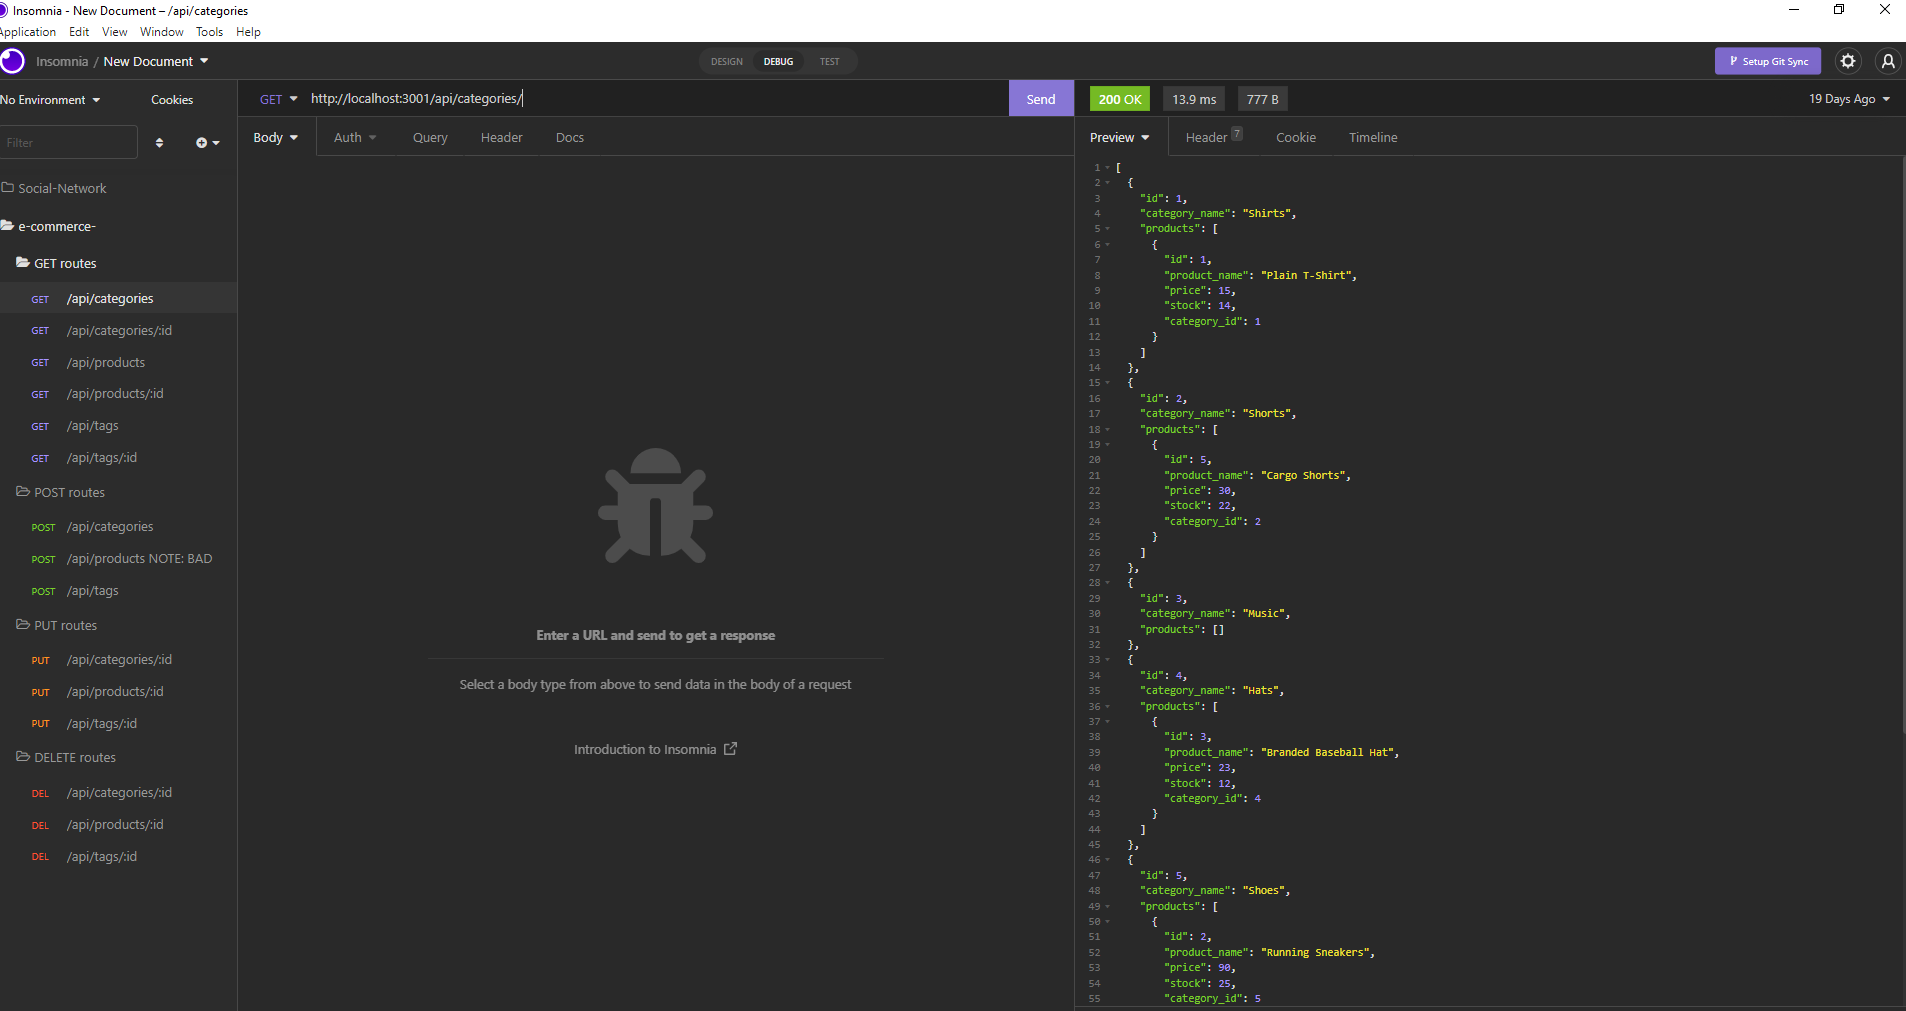 Insomnia - New Document – /api/categories
Application Edit View Window Tools Help
Insomnia / New Document
DESIGN DEBUG TEST
Setup Git Sync
No Environment Cookies
GET http://localhost:3001/api/categories/ Send
200 OK 13.9 ms 777 B 19 Days Ago
Filter
Body Auth Query Header Docs
Preview Header 7 Cookie Timeline
Social-Network
e-commerce-
GET routes
GET /api/categories
GET /api/categories/:id
GET /api/products
GET /api/products/:id
GET /api/tags
GET /api/tags/:id
POST routes
POST /api/categories
POST /api/products NOTE: BAD
POST /api/tags
PUT routes
PUT /api/categories/:id
PUT /api/products/:id
PUT /api/tags/:id
DELETE routes
DEL /api/categories/:id
DEL /api/products/:id
DEL /api/tags/:id
Enter a URL and send to get a response
Select a body type from above to send data in the body of a request
Introduction to Insomnia
1 [
2 {
3 "id": 1,
4 "category_name": "Shirts",
5 "products": [
6 {
7 "id": 1,
8 "product_name": "Plain T-Shirt",
9 "price": 15,
10 "stock": 14,
11 "category_id": 1
12 }
13 ]
14 },
15 {
16 "id": 2,
17 "category_name": "Shorts",
18 "products": [
19 {
20 "id": 5,
21 "product_name": "Cargo Shorts",
22 "price": 30,
23 "stock": 22,
24 "category_id": 2
25 }
26 ]
27 },
28 {
29 "id": 3,
30 "category_name": "Music",
31 "products": []
32 },
33 {
34 "id": 4,
35 "category_name": "Hats",
36 "products": [
37 {
38 "id": 3,
39 "product_name": "Branded Baseball Hat",
40 "price": 23,
41 "stock": 12,
42 "category_id": 4
43 }
44 ]
45 },
46 {
47 "id": 5,
48 "category_name": "Shoes",
49 "products": [
50 {
51 "id": 2,
52 "product_name": "Running Sneakers",
53 "price": 90,
54 "stock": 25,
55 "category_id": 5